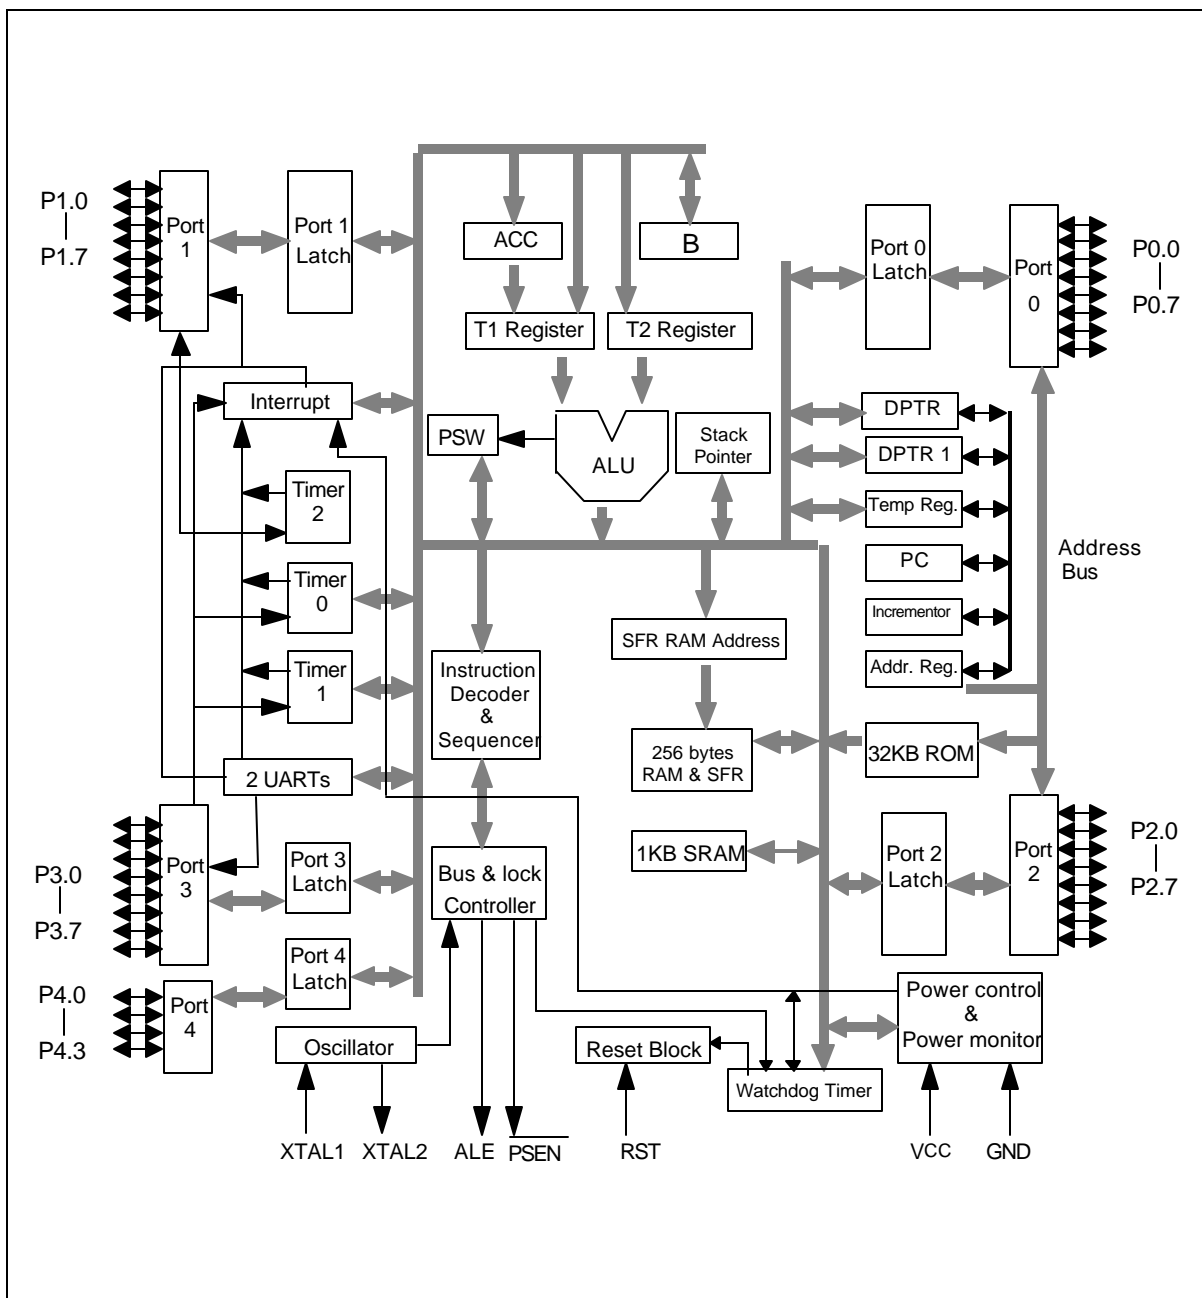 P1.0
P1.7
Port
1
Port 1
Latch
ACC
B
T1 Register
T2 Register
Port 0
Latch
Port
0
P0.0
P0.7
Interrupt
PSW
ALU
Stack
Pointer
DPTR
DPTR 1
Temp Reg.
PC
Incrementor
Addr. Reg.
Address
Bus
Timer
2
Timer
0
Timer
1
2 UARTs
Instruction
Decoder
&
Sequencer
SFR RAM Address
256 bytes
RAM & SFR
32KB ROM
1KB SRAM
Port 2
Latch
Port
2
P2.0
P2.7
P3.0
P3.7
Port
3
Port 3
Latch
Bus & lock
Controller
Port 4
Latch
P4.0
P4.3
Port
4
Oscillator
Reset Block
Watchdog Timer
Power control
&
Power monitor
XTAL1
XTAL2
ALE
PSEN
RST
VCC
GND